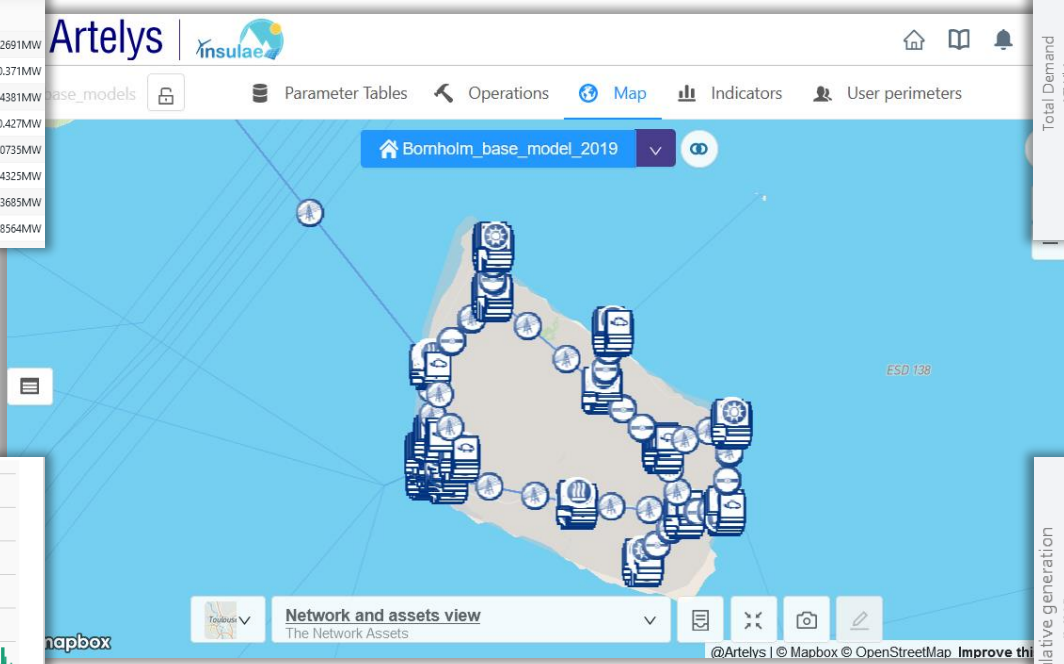 Artelys
insulae
2691MW
0.371MW
4381MW
0.427MW
0735MW
4325MW
3685MW
8564MW
base_models
Parameter Tables
Operations
Map
Indicators
User perimeters
Total Demand
Bornholm_base_model_2019
ESD 138
Network and assets view
The Network Assets
mapbox
@Artelys | © Mapbox © OpenStreetMap Improve thi
lative generation